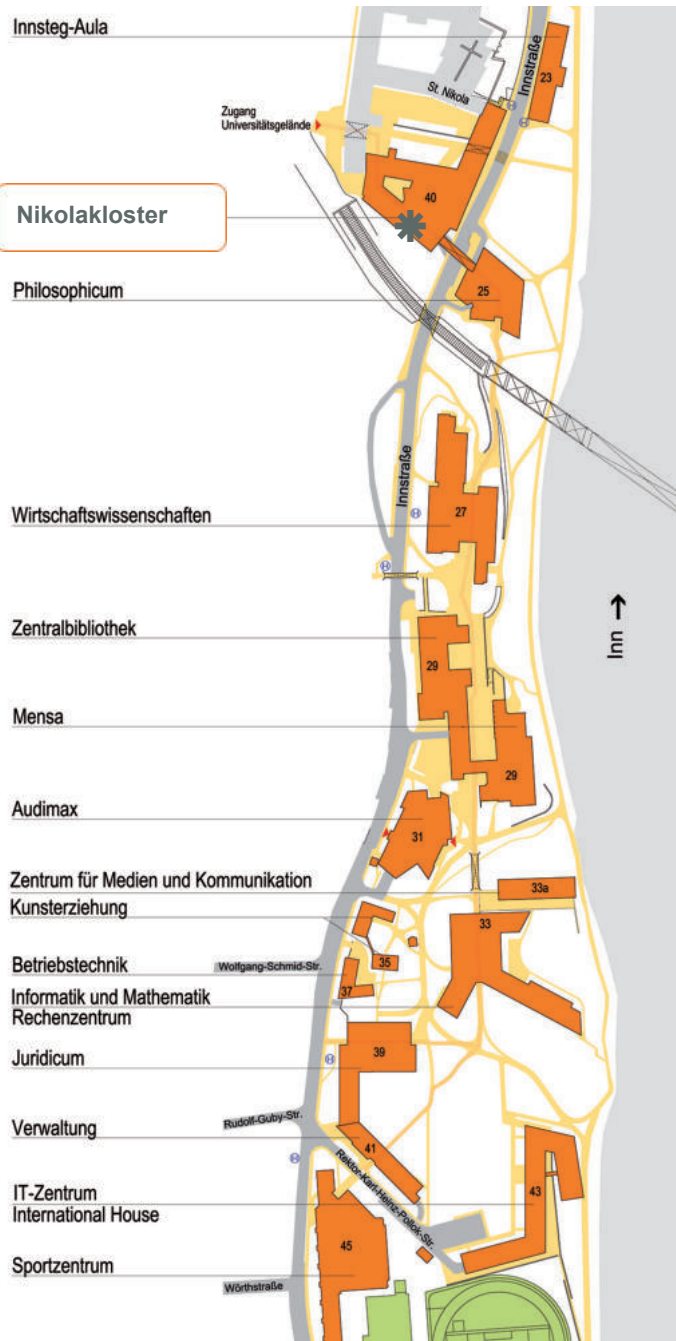 Innsteg-Aula
23
Innstraße
St. Nikola
H
H
Zugang
Universitätsgelände
40
Nikolakloster
Philosophicum
25
Innstraße
Wirtschaftswissenschaften
27
H
H
Inn
Zentralbibliothek
29
Mensa
29
Audimax
31
Zentrum für Medien und Kommunikation
33a
Kunsterziehung
33
35
Betriebstechnik
Wolfgang-Schmid-Str.
37
Informatik und Mathematik
Rechenzentrum
Juridicum
H
39
Rudolf-Guby-Str.
Verwaltung
41
H
Rektor-Karl-Heinz-Pollok-Str.
IT-Zentrum
International House
43
45
Sportzentrum
Wörthstraße